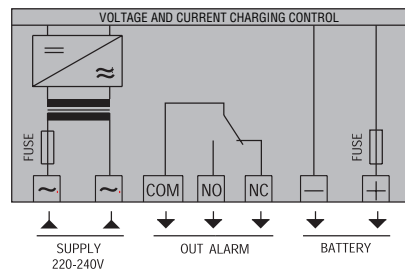 VOLTAGE AND CURRENT CHARGING CONTROL
FUSE
FUSE
COM NO NC
SUPPLY
220-240V
OUT ALARM
BATTERY